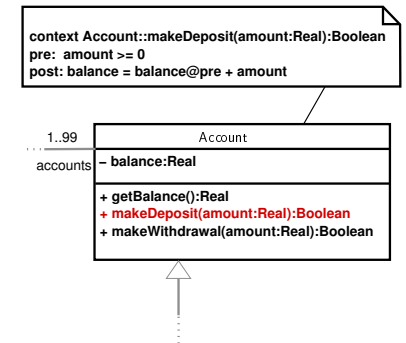 context Account::makeDeposit(amount:Real):Boolean
pre: amount >= 0
post: balance = balance@pre + amount
1..99
Account
accounts
– balance:Real
+ getBalance():Real
+ makeDeposit(amount:Real):Boolean
+ makeWithdrawal(amount:Real):Boolean